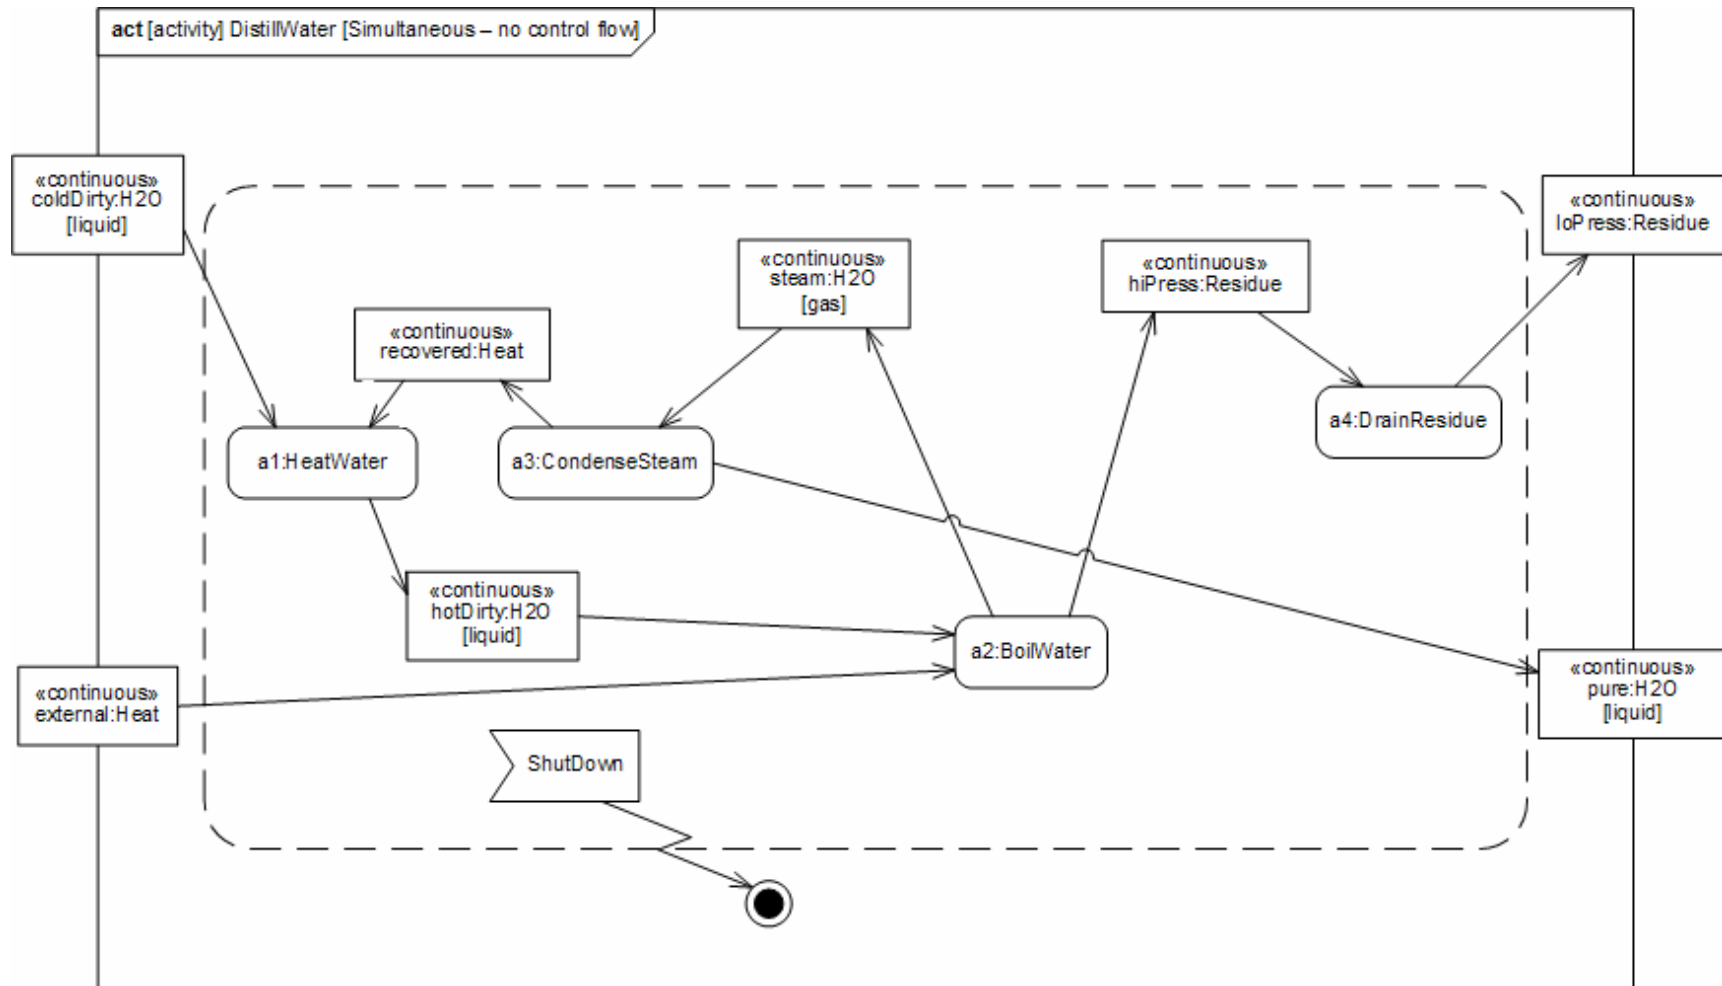 act [activity] DistillWater [Simultaneous – no control flow]
«continuous»
coldDirty:H2O
[liquid]
«continuous»
loPress:Residue
«continuous»
steam:H2O
[gas]
«continuous»
hiPress:Residue
«continuous»
recovered:Heat
a1:HeatWater
a3:CondenseSteam
a4:DrainResidue
«continuous»
hotDirty:H2O
[liquid]
a2:BoilWater
«continuous»
external:Heat
«continuous»
pure:H2O
[liquid]
ShutDown